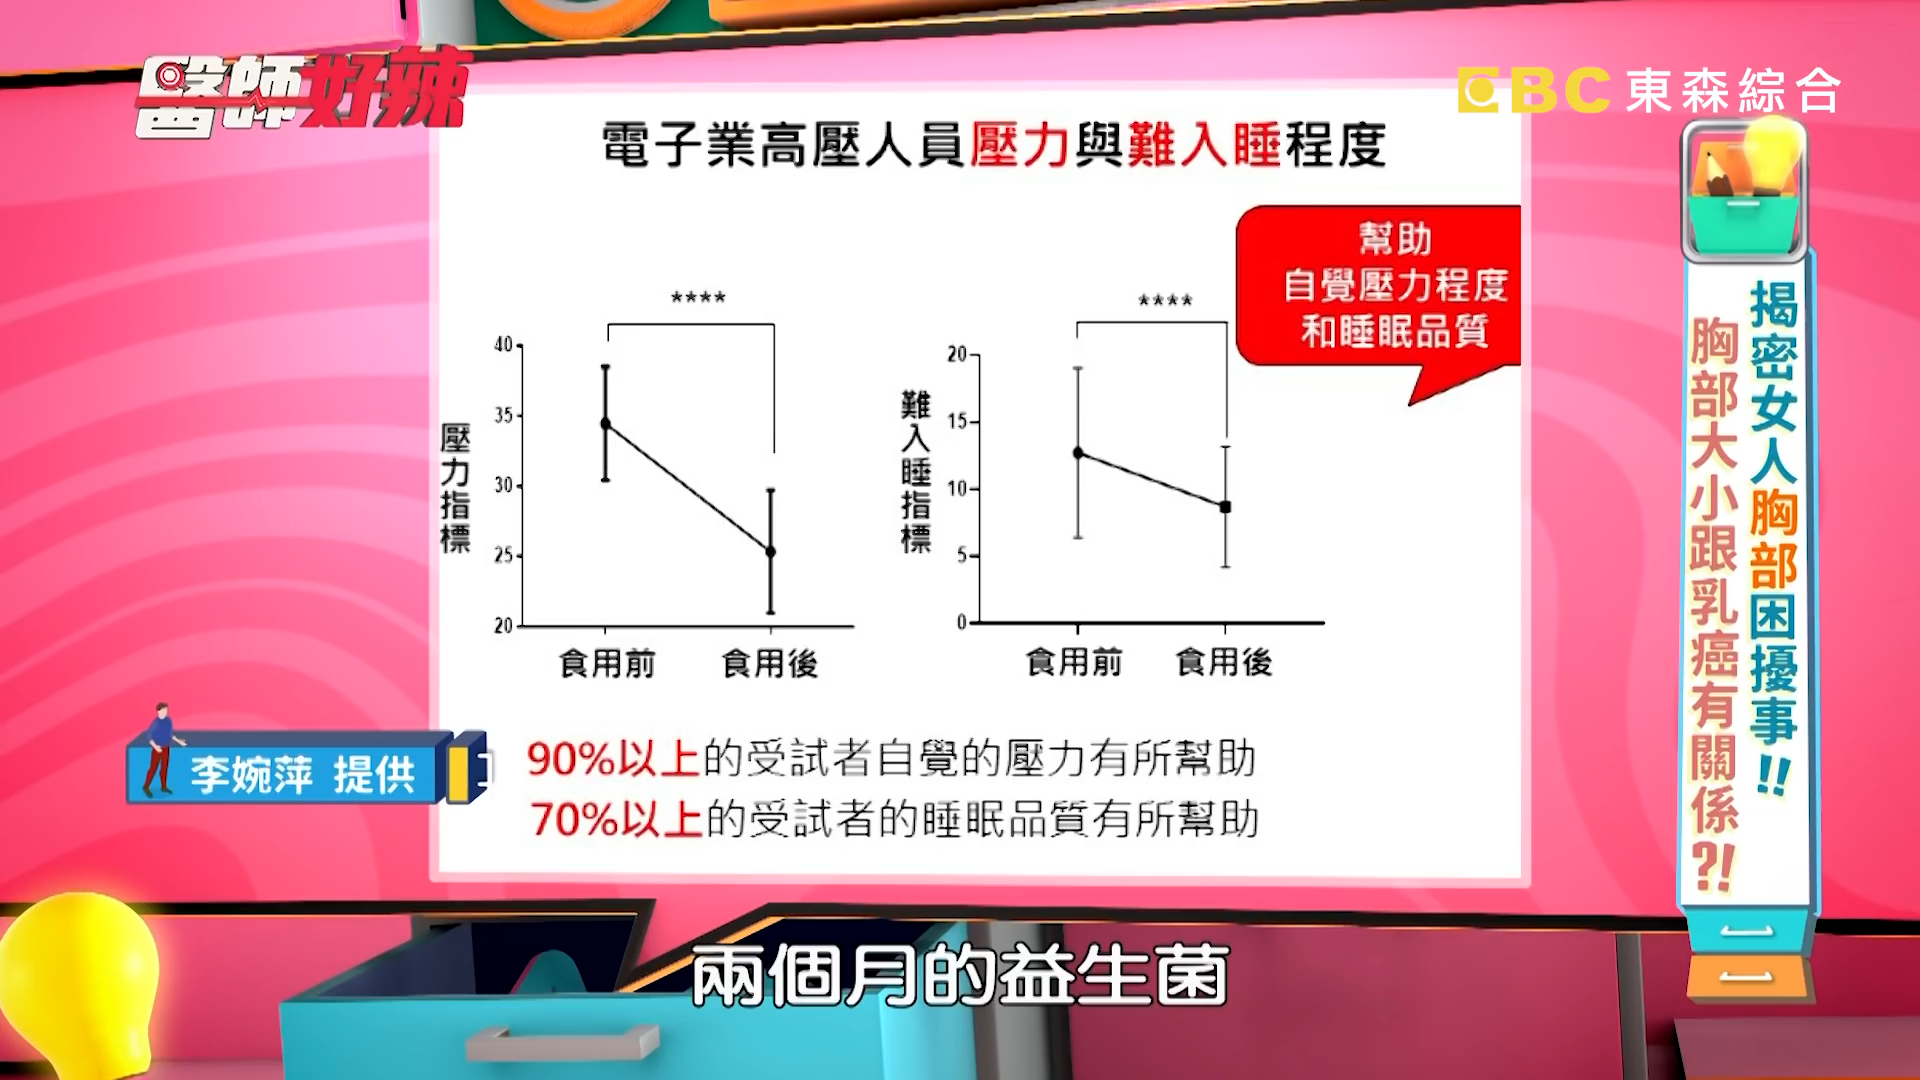 醫師好辣
EBC 東森綜合
電子業高壓人員壓力與難入睡程度
幫助
自覺壓力程度
和睡眠品質
****
40
35
30
25
20
壓力指標
食用前
食用後
****
20
15
10
5
0
難入睡指標
食用前
食用後
90%以上的受試者自覺的壓力有所幫助
70%以上的受試者的睡眠品質有所幫助
李婉萍 提供
揭密女人胸部困擾事!!
胸部大小跟乳癌有關係?!
兩個月的益生菌